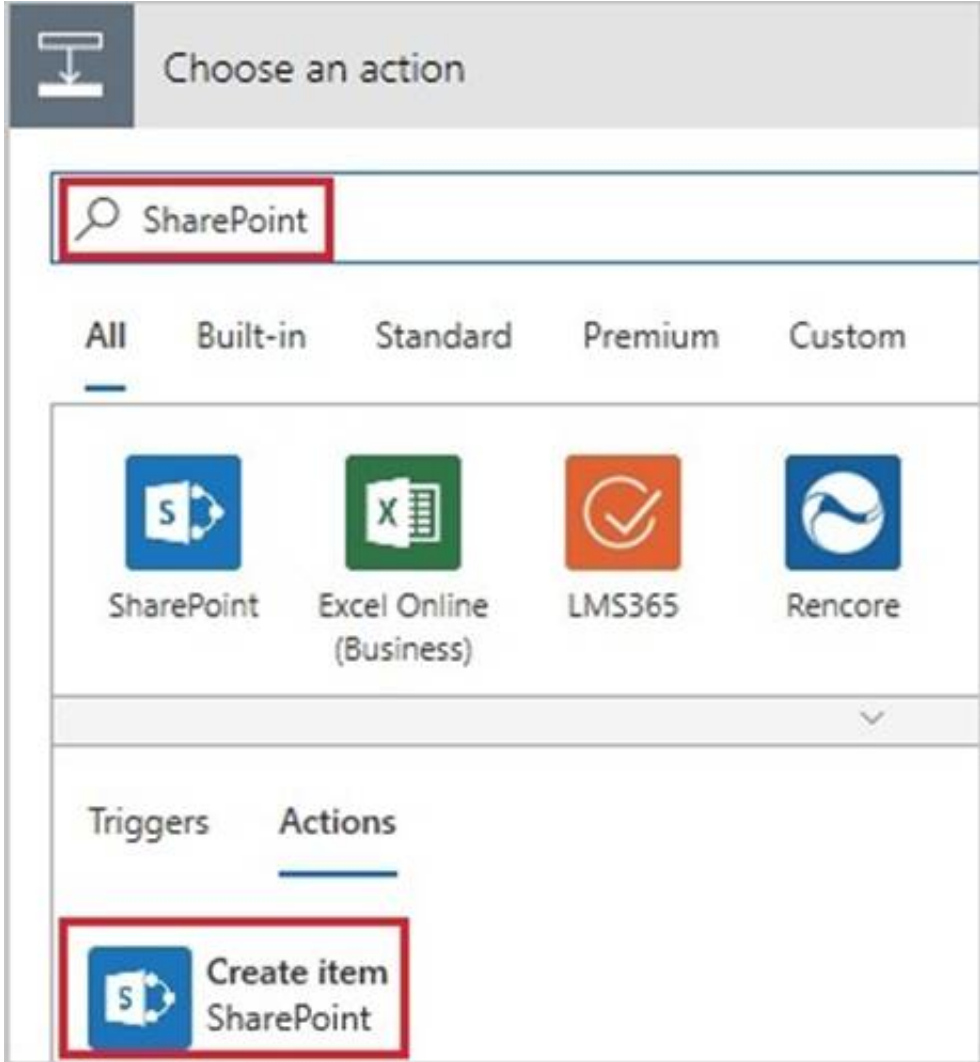 Choose an action
SharePoint
All Built-in Standard Premium Custom
SharePoint Excel Online LMS365 Rencore
(Business)
Triggers Actions
Create item
SharePoint